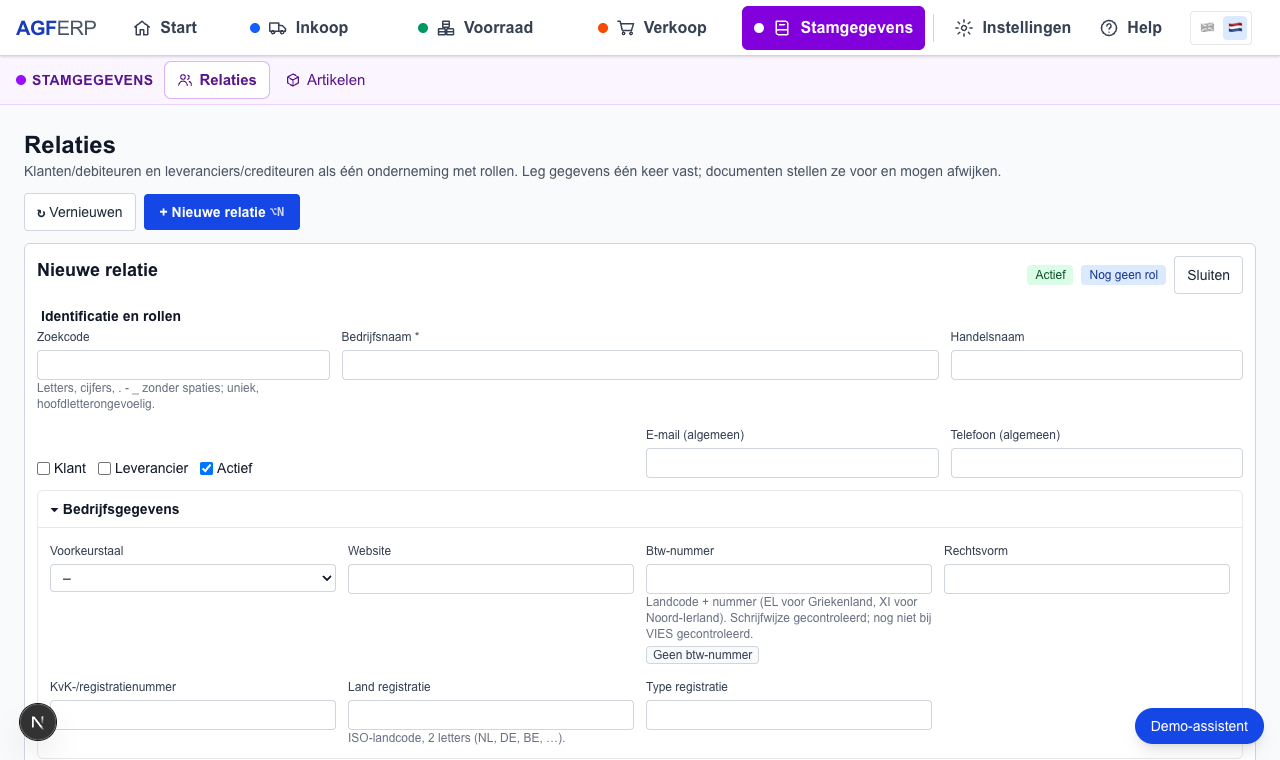 AGFERP
Start
Inkoop
Voorraad
Verkoop
Stamgegevens
Instellingen
Help
STAMGEGEVENS
Relaties
Artikelen
Relaties
Klanten/debiteuren en leveranciers/crediteuren als één onderneming met rollen. Leg gegevens één keer vast; documenten stellen ze voor en mogen afwijken.
↻ Vernieuwen
+ Nieuwe relatie ⌥N
Nieuwe relatie
Actief
Nog geen rol
Sluiten
Identificatie en rollen
Zoekcode
Bedrijfsnaam *
Handelsnaam
Letters, cijfers, . - _ zonder spaties; uniek,
hoofdletterongevoelig.
E-mail (algemeen)
Telefoon (algemeen)
Klant
Leverancier
Actief
Bedrijfsgegevens
Voorkeurstaal
Website
Btw-nummer
Rechtsvorm
–
Landcode + nummer (EL voor Griekenland, XI voor
Noord-Ierland). Schrijfwijze gecontroleerd; nog niet bij
VIES gecontroleerd.
Geen btw-nummer
KvK-/registratienummer
Land registratie
Type registratie
ISO-landcode, 2 letters (NL, DE, BE, …).
N
Demo-assistent